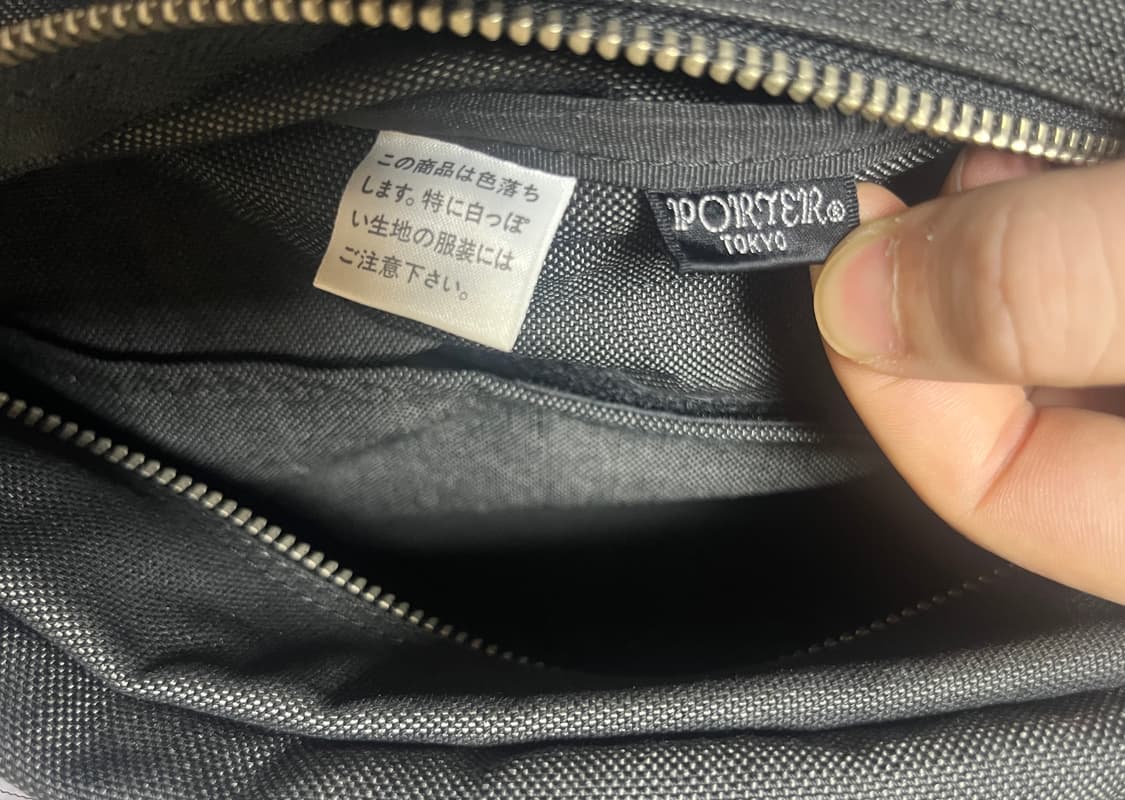 この商品は色落ち
します。特に白っぽ
い生地の服装には
ご注意下さい。
PORTER®
TOKYO